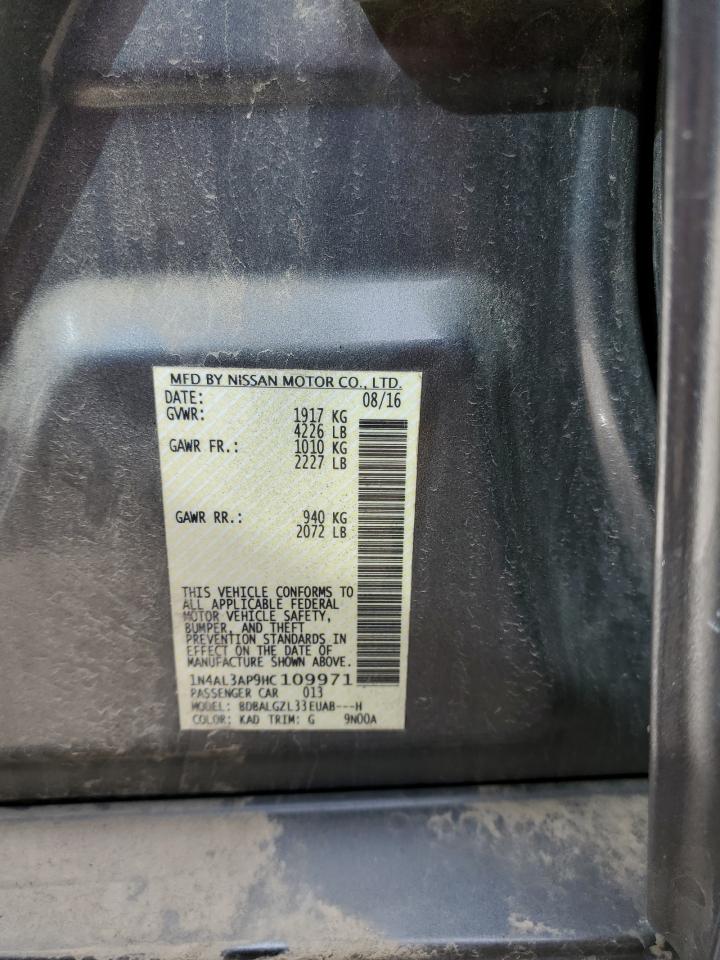 MFD BY NISSAN MOTOR CO., LTD.
DATE: 08/16
GVWR: 1917 KG
4226 LB
GAWR FR.: 1010 KG
2227 LB
GAWR RR.: 940 KG
2072 LB
THIS VEHICLE CONFORMS TO
ALL APPLICABLE FEDERAL
MOTOR VEHICLE SAFETY,
BUMPER, AND THEFT
PREVENTION STANDARDS IN
EFFECT ON THE DATE OF
MANUFACTURE SHOWN ABOVE.
1N4AL3AP9HC109971
PASSENGER CAR 013
MODEL: BDBALGZL33EUAB---H
COLOR: KAD TRIM: G 9N00A